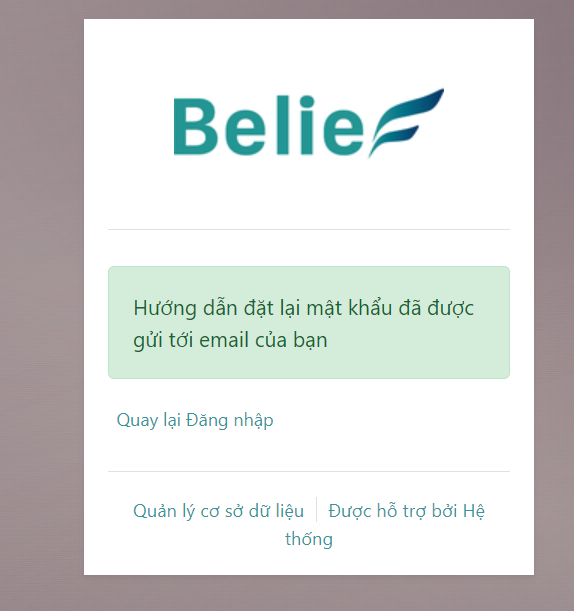 Belief
Hướng dẫn đặt lại mật khẩu đã được
gửi tới email của bạn
Quay lại Đăng nhập
Quản lý cơ sở dữ liệu | Được hỗ trợ bởi Hệ
thống